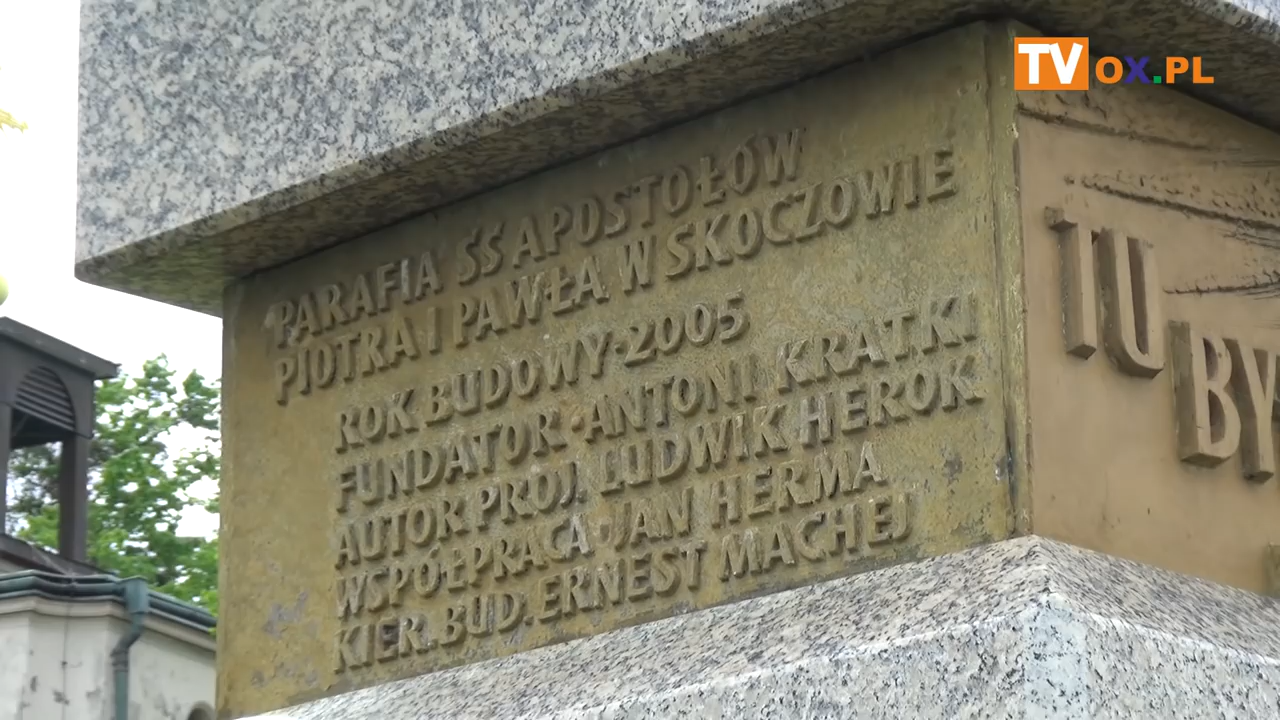 TVOX.PL
PARAFIA SS APOSTOŁÓW
PIOTRA I PAWŁA W SKOCZOWIE
ROK BUDOWY·2005
FUNDATOR·ANTONI KRATKI
AUTOR PROJ. LUDWIK HEROK
WSPÓŁPRACA·JAN HERMA
KIER. BUD. ERNEST MACHEJ
TU
BY